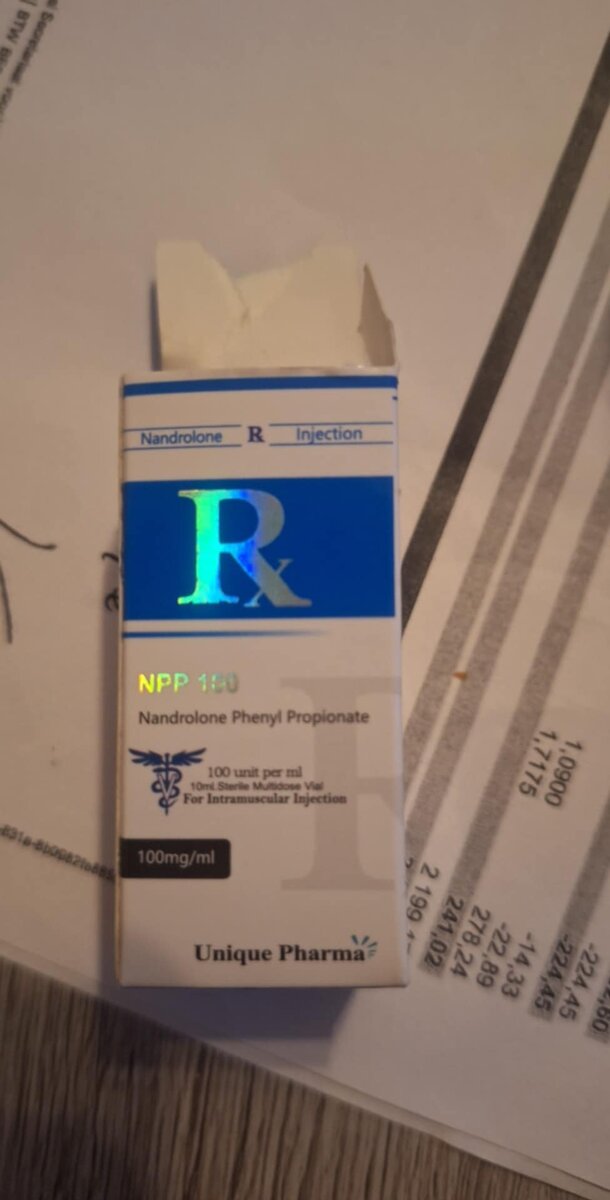 Nandrolone Rx Injection
Rx
NPP 100
Nandrolone Phenyl Propionate
100 unit per ml
10ml. Sterile Multidose Vial
For Intramuscular Injection
100mg/ml
Unique Pharma
1,0900
1,7175
2 199,
241,02
278,24
-22,89
-14,33
-224,45
-224,45